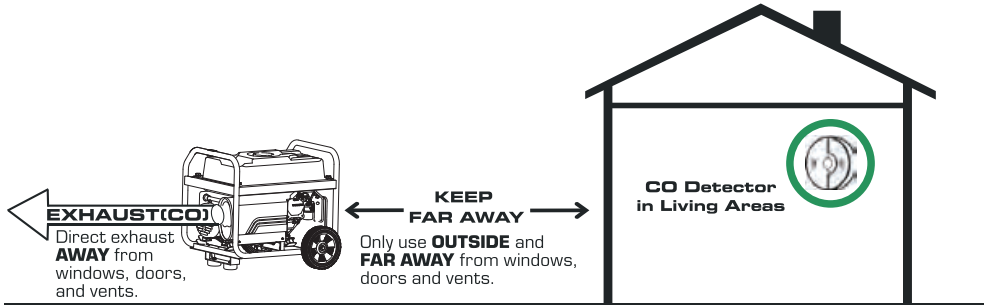 EXHAUST(CO)
Direct exhaust
AWAY from
windows, doors,
and vents.
KEEP
FAR AWAY
Only use OUTSIDE and
FAR AWAY from windows,
doors and vents.
CO Detector
in Living Areas